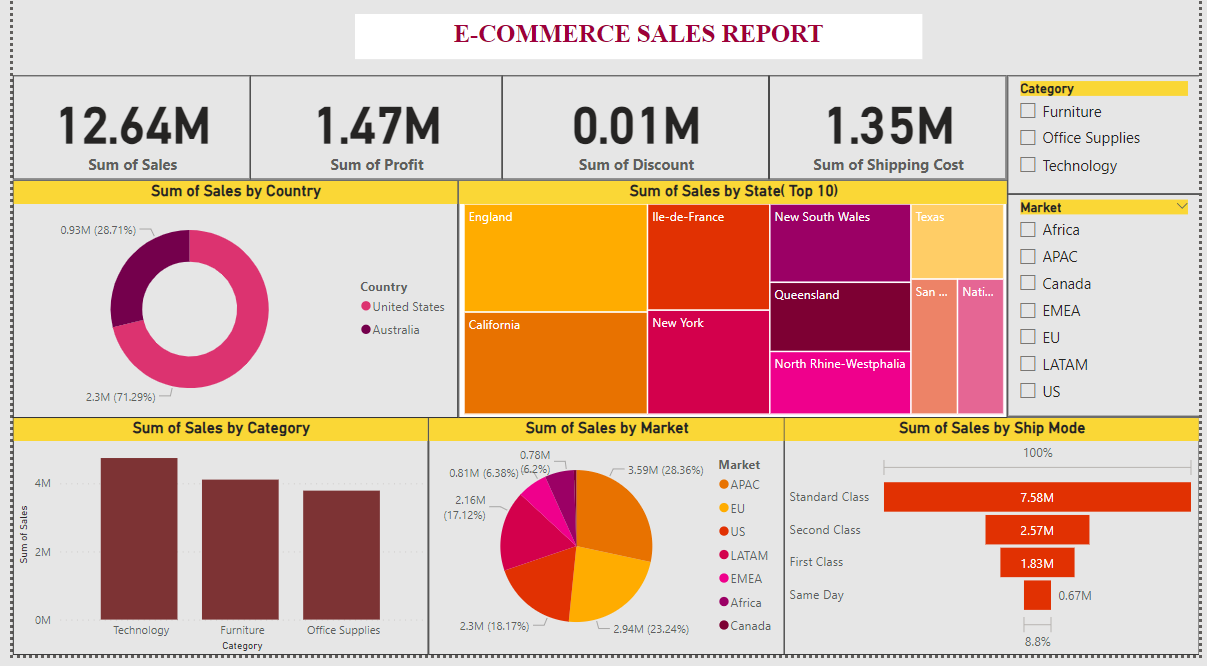 E-COMMERCE SALES REPORT
12.64M
Sum of Sales
1.47M
Sum of Profit
0.01M
Sum of Discount
1.35M
Sum of Shipping Cost
Category
Furniture
Office Supplies
Technology
Market
Africa
APAC
Canada
EMEA
EU
LATAM
US
Sum of Sales by Country
0.93M (28.71%)
2.3M (71.29%)
Country
United States
Australia
Sum of Sales by State( Top 10)
England
California
Ile-de-France
New York
New South Wales
Queensland
North Rhine-Westphalia
Texas
San ...
Nati...
Sum of Sales by Category
Sum of Sales
4M
2M
0M
Technology
Furniture
Office Supplies
Category
Sum of Sales by Market
0.78M
(6.2%)
0.81M (6.38%)
2.16M
(17.12%)
2.3M (18.17%)
3.59M (28.36%)
2.94M (23.24%)
Market
APAC
EU
US
LATAM
EMEA
Africa
Canada
Sum of Sales by Ship Mode
100%
Standard Class
7.58M
Second Class
2.57M
First Class
1.83M
Same Day
0.67M
8.8%